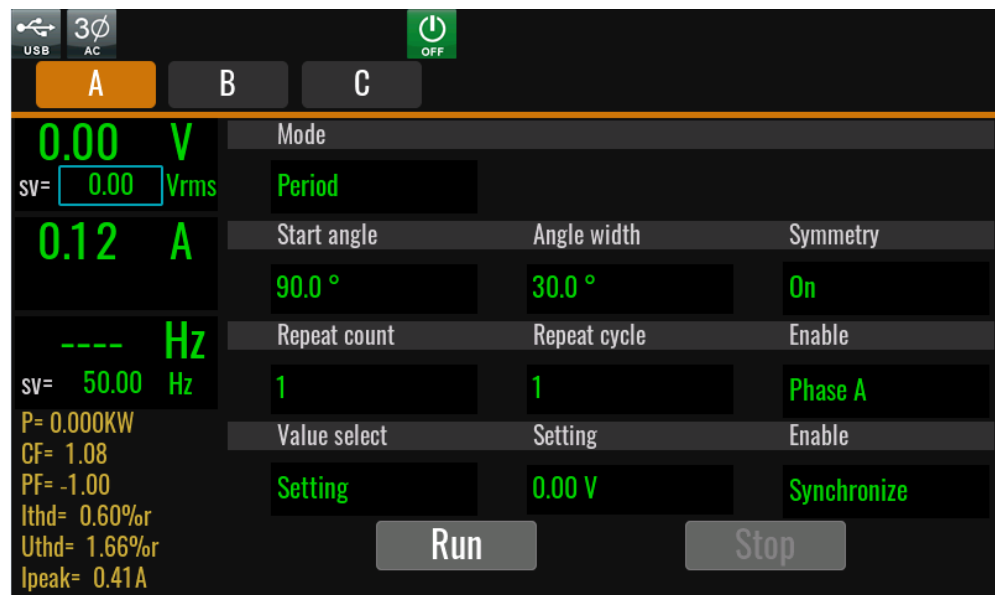 USB 3Ø AC OFF
A B C
0.00 V
sv= 0.00 Vrms
0.12 A
---- Hz
sv= 50.00 Hz
P= 0.000KW
CF= 1.08
PF= -1.00
Ithd= 0.60%r
Uthd= 1.66%r
Ipeak= 0.41A
Mode
Period
Start angle Angle width Symmetry
90.0 ° 30.0 ° On
Repeat count Repeat cycle Enable
1 1 Phase A
Value select Setting Enable
Setting 0.00 V Synchronize
Run Stop